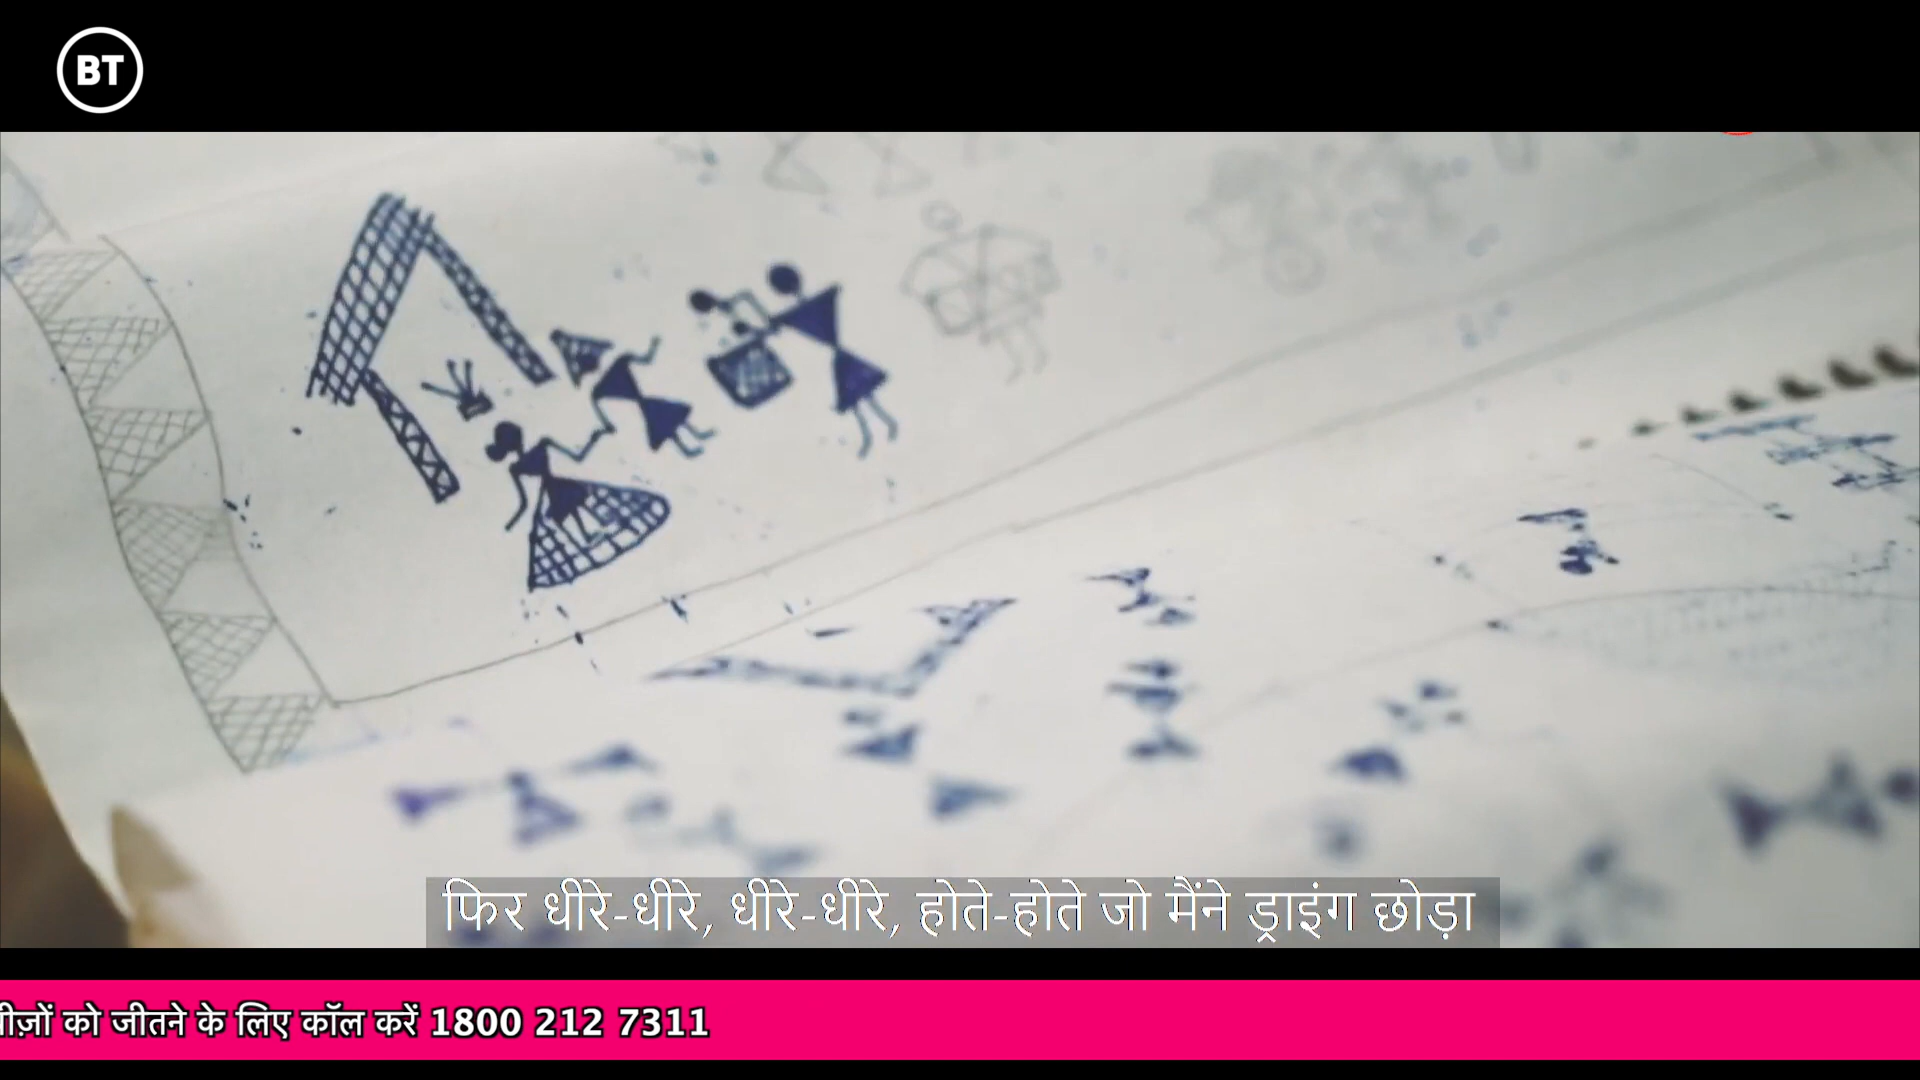 BT
फिर धीरे-धीरे, धीरे-धीरे, होते-होते जो मैंने ड्राइंग छोड़ा
को जीतने के लिए कॉल करें 1800 212 7311